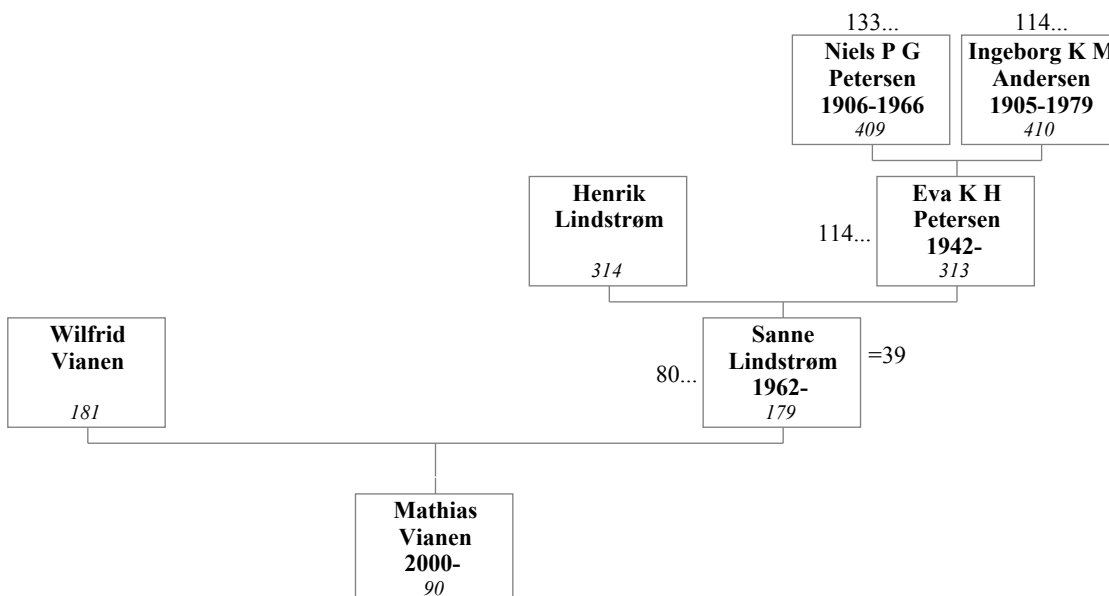 133...
114...
Niels P G
Petersen
1906-1966
409
Ingeborg K M
Andersen
1905-1979
410
Henrik
Lindstrøm
314
114...
Eva K H
Petersen
1942-
313
Wilfrid
Vianen
181
80...
Sanne
Lindstrøm
1962-
179
=39
Mathias
Vianen
2000-
90